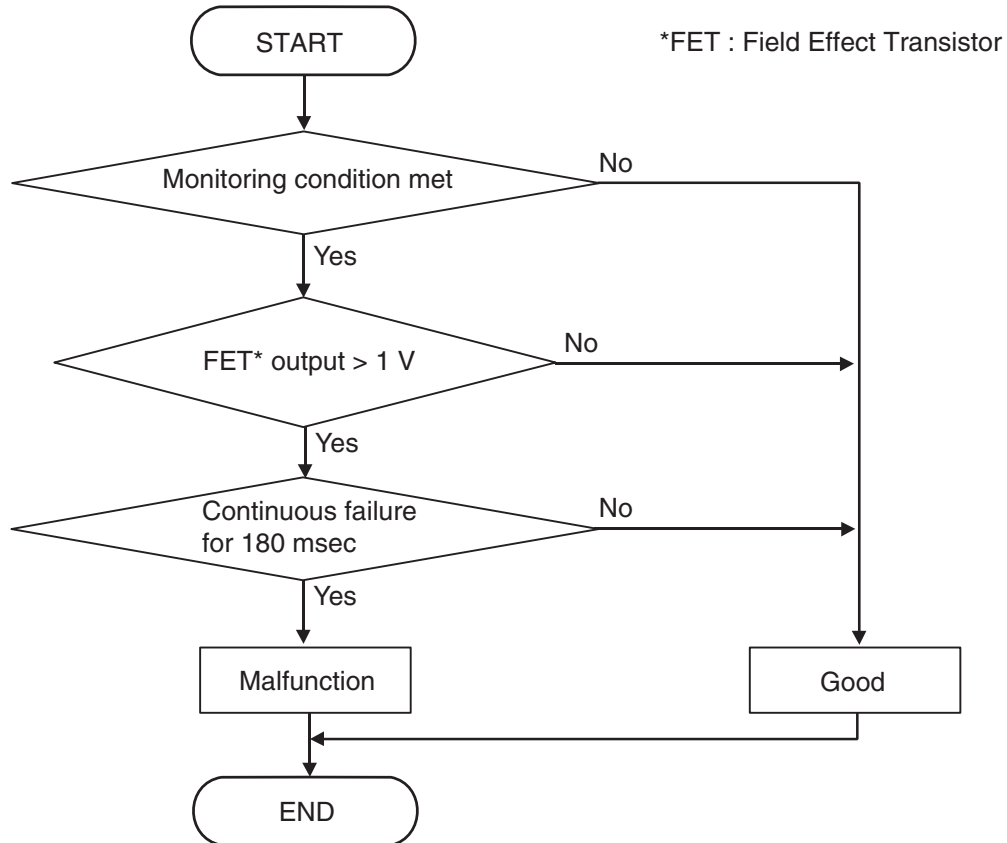 START
*FET : Field Effect Transistor
Monitoring condition met
No
Yes
FET* output > 1 V
No
Yes
Continuous failure
for 180 msec
No
Yes
Malfunction
Good
END